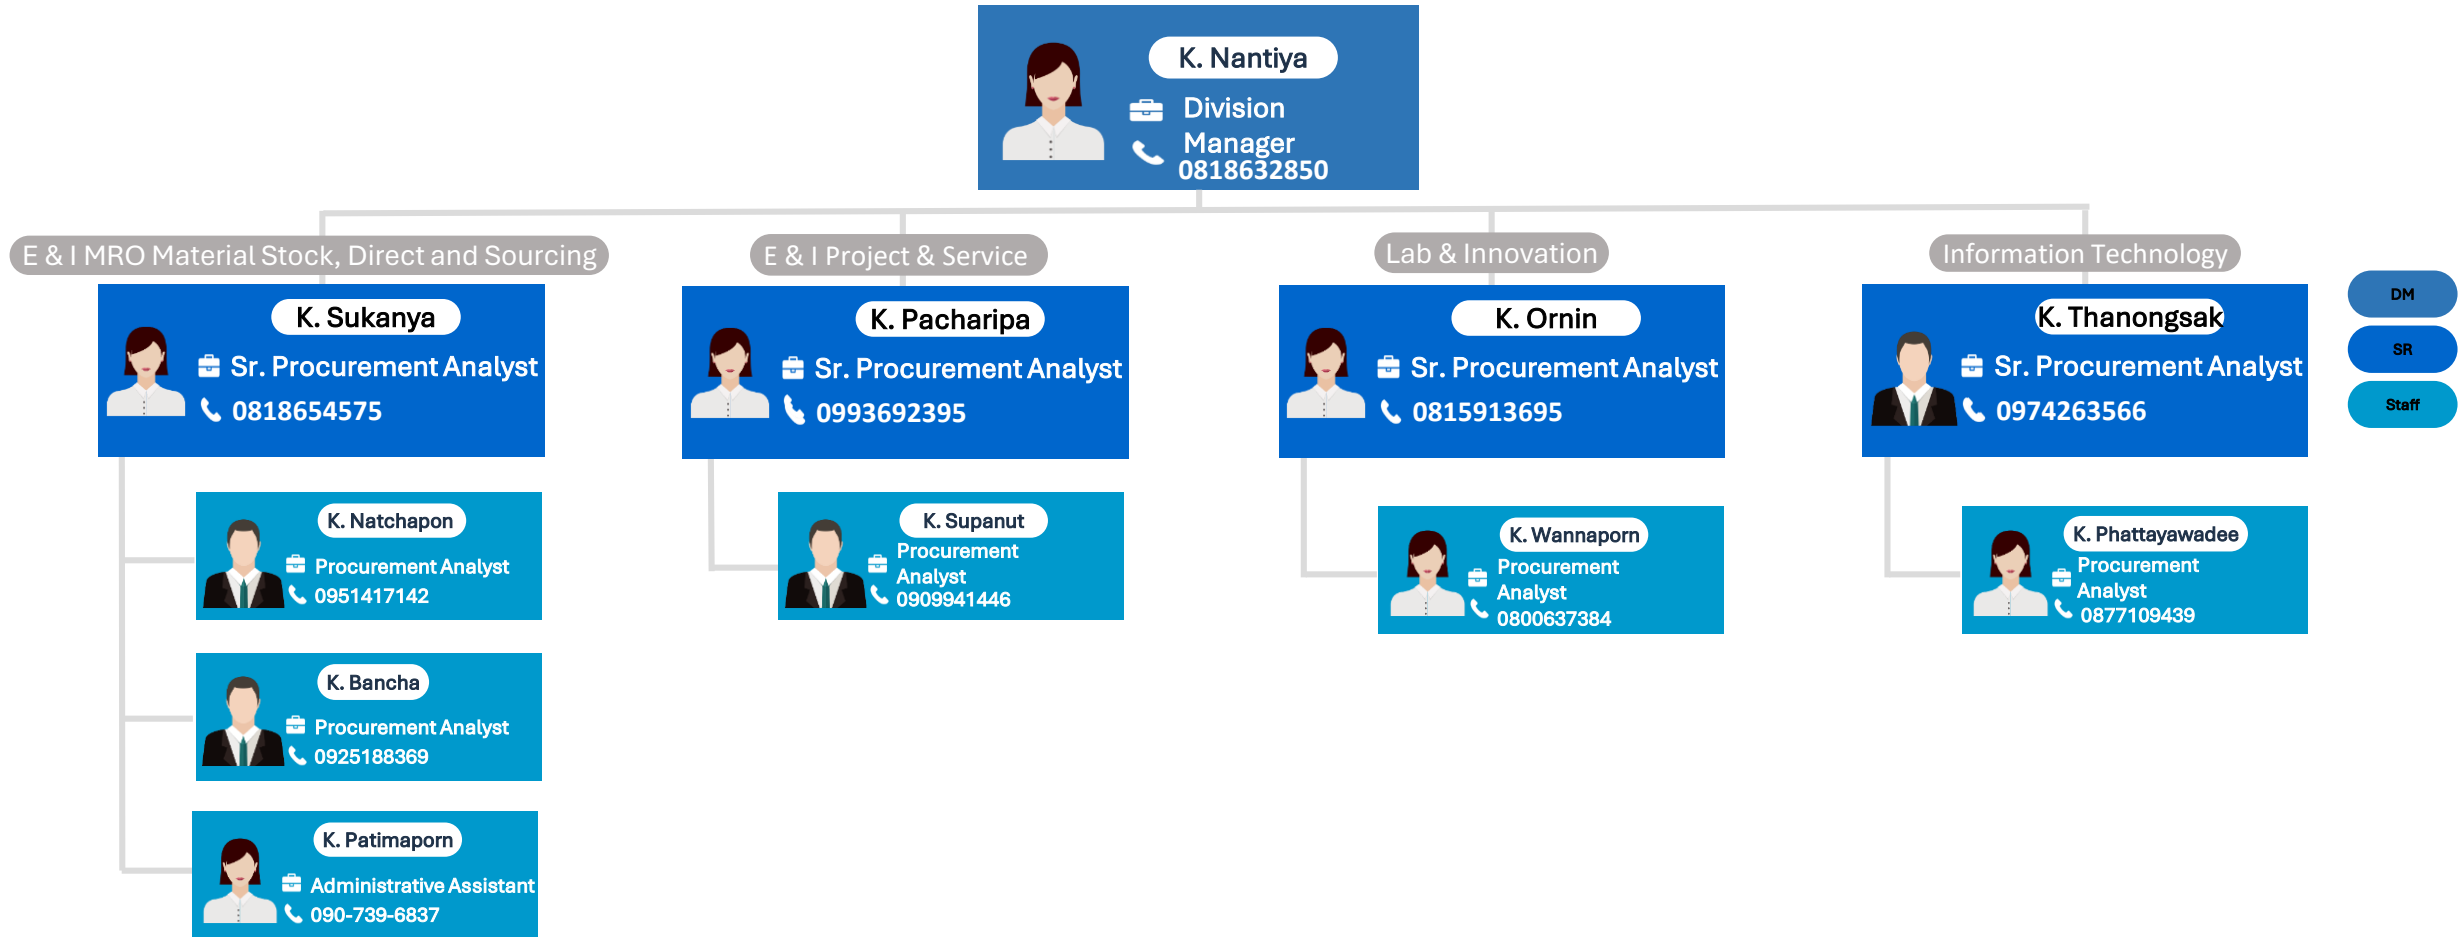 K. Nantiya
Division
Manager
0818632850
E & I MRO Material Stock, Direct and Sourcing
K. Sukanya
Sr. Procurement Analyst
0818654575
K. Natchapon
Procurement Analyst
0951417142
K. Bancha
Procurement Analyst
0925188369
K. Patimaporn
Administrative Assistant
090-739-6837
E & I Project & Service
K. Pacharipa
Sr. Procurement Analyst
0993692395
K. Supanut
Procurement
Analyst
0909941446
Lab & Innovation
K. Ornin
Sr. Procurement Analyst
0815913695
K. Wannaporn
Procurement
Analyst
0800637384
Information Technology
K. Thanongsak
Sr. Procurement Analyst
0974263566
K. Phattayawadee
Procurement
Analyst
0877109439
DM
SR
Staff